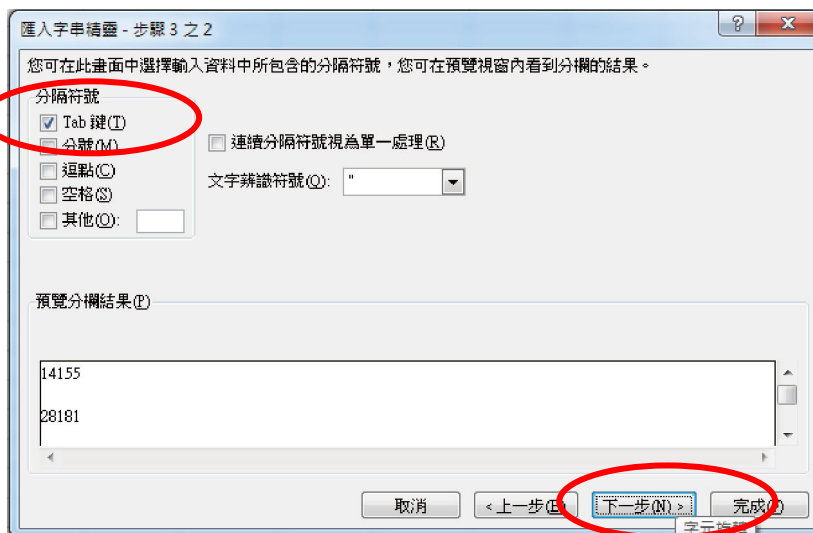 匯入字串精靈 - 步驟 3 之 2
您可在此畫面中選擇輸入資料中所包含的分隔符號，您可在預覽視窗內看到分欄的結果。
分隔符號
Tab 鍵(T)
分號(M)
連續分隔符號視為單一處理(R)
逗點(C)
文字辨識符號(Q): "
空格(S)
其他(O):
預覽分欄結果(P)
14155
28181
取消
<上一步(B)
下一步(N) >
完成(F)